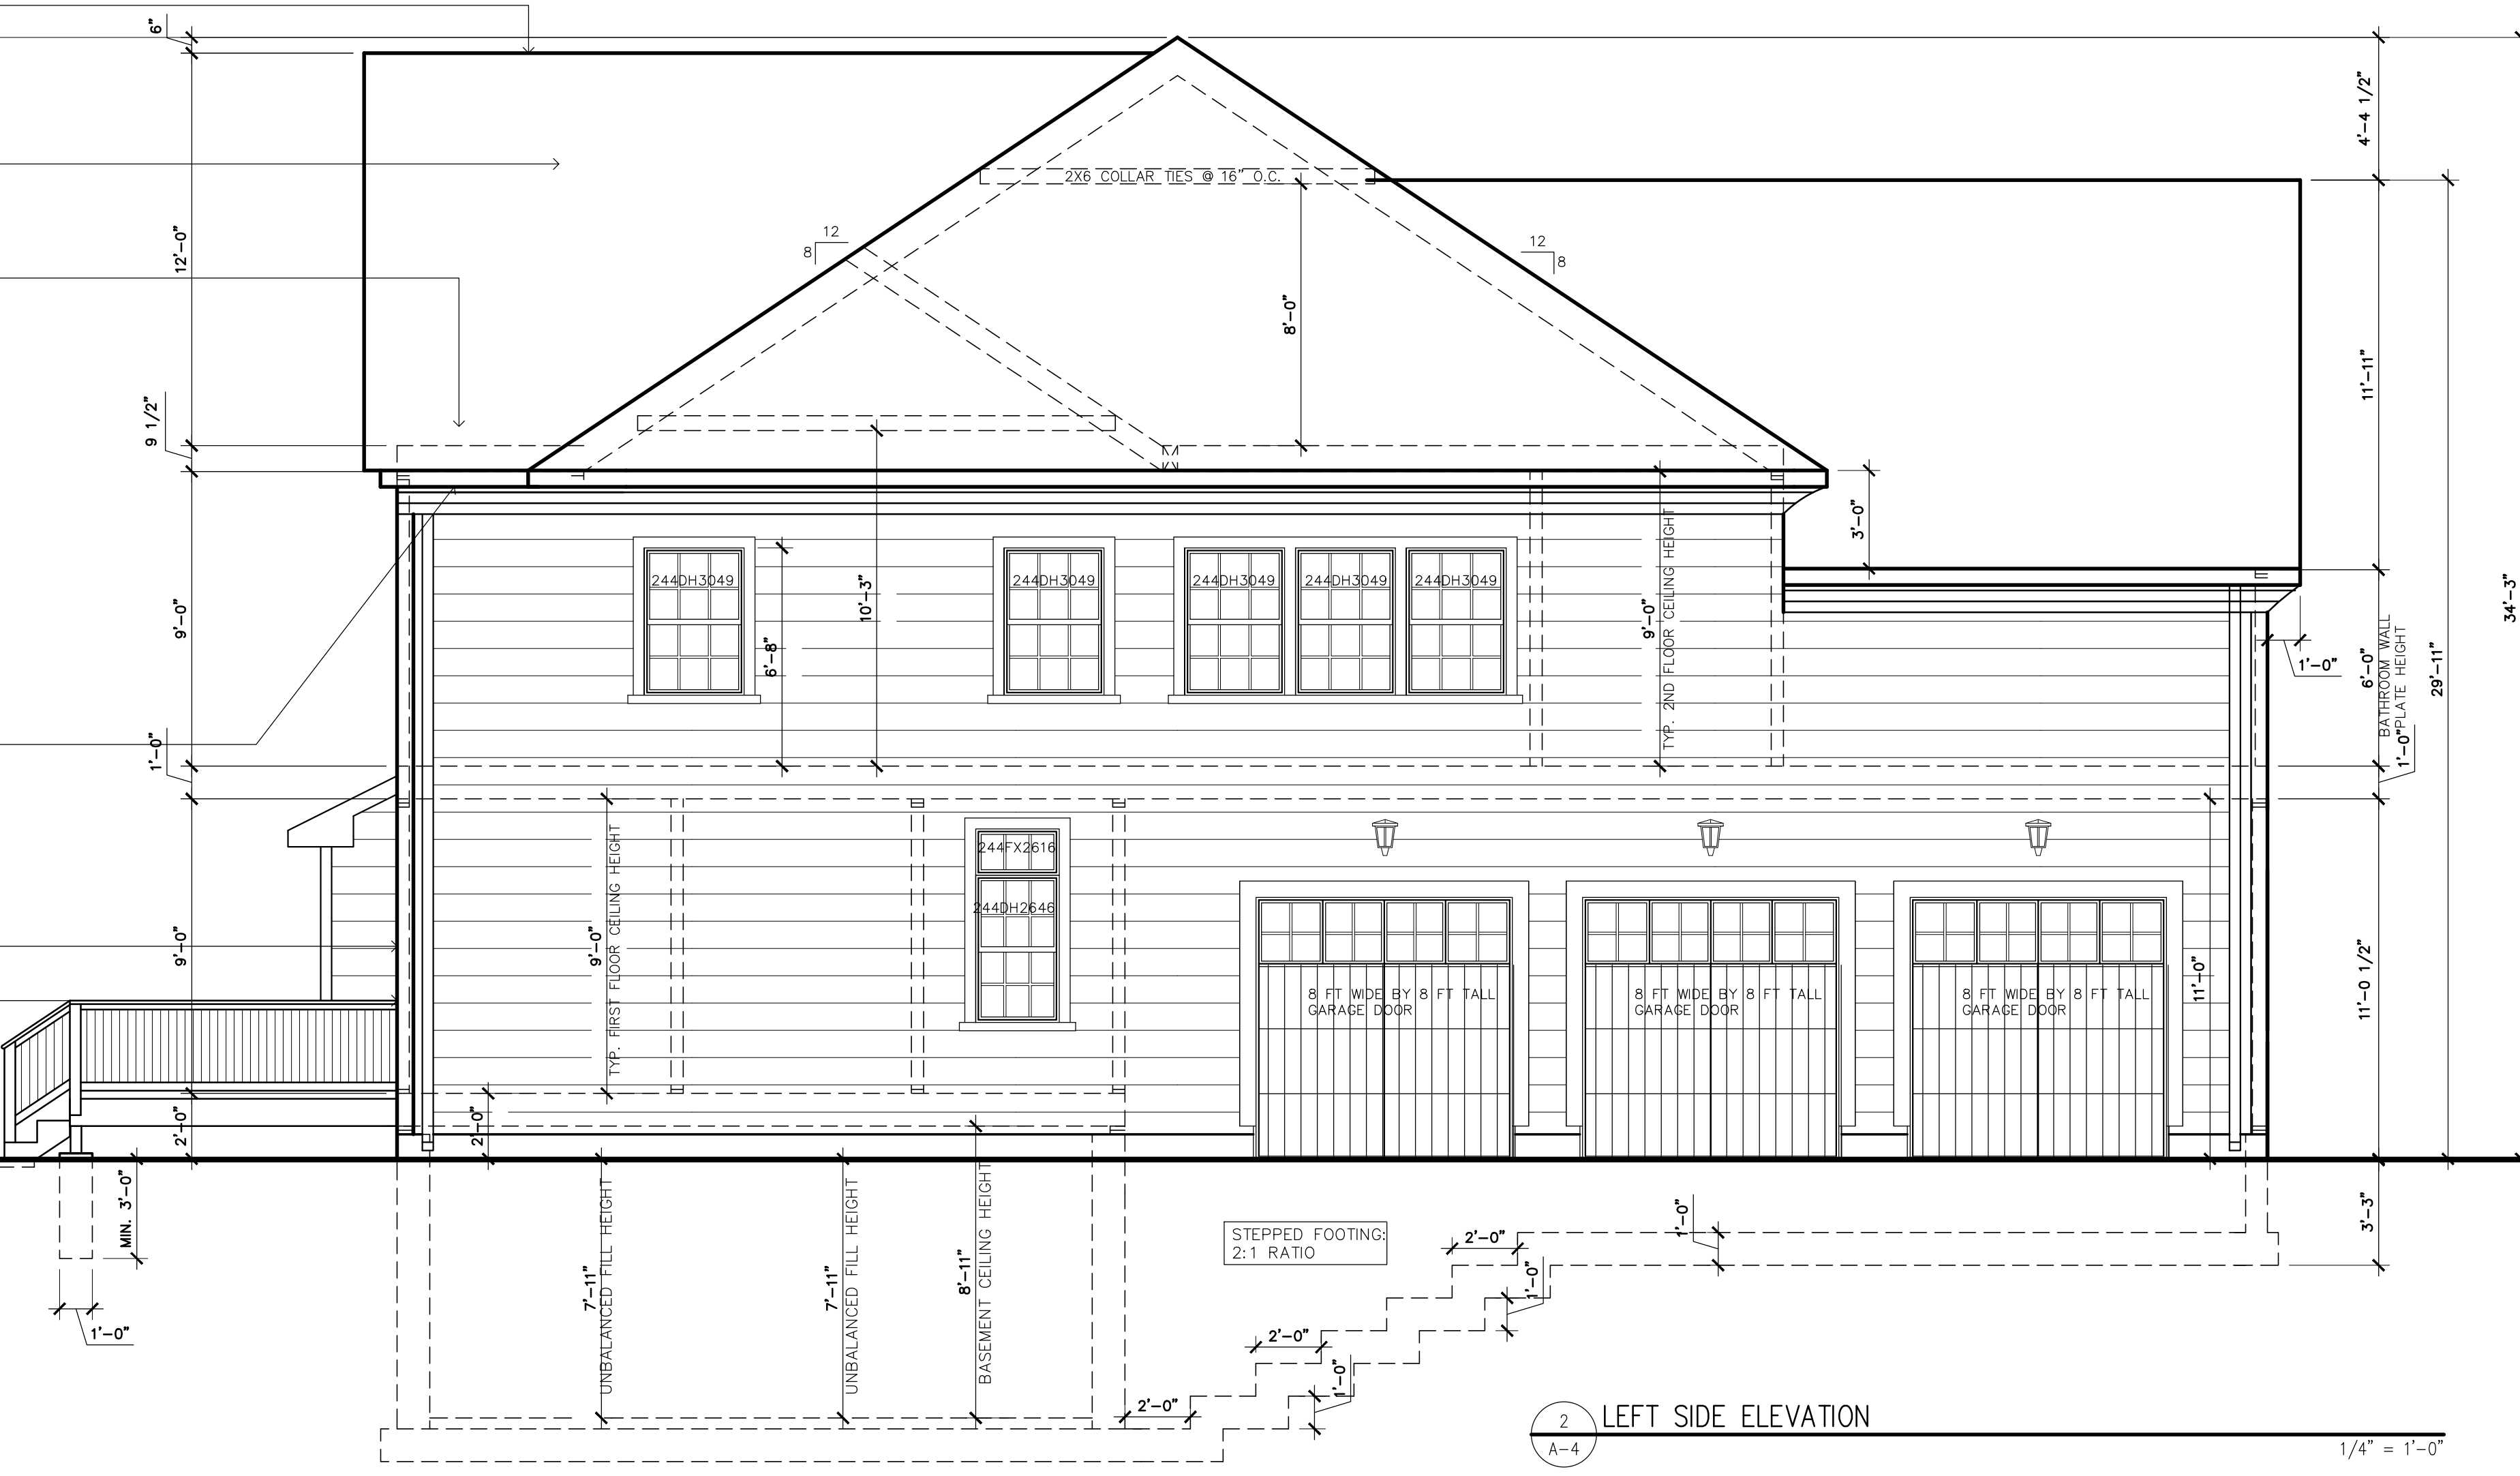 6"
12'-0"
9 1/2"
9'-0"
1'-0"
9'-0"
2'-0"
MIN. 3'-0"
1'-0"
2X6 COLLAR TIES @ 16" O.C.
12
8
12
8
8'-0"
244DH3049
244DH3049
244DH3049
244DH3049
244DH3049
6'-8"
10'-3"
9'-0"
TYP. 2ND FLOOR CEILING HEIGHT
3'-0"
1'-0"
4'-4 1/2"
11'-11"
6'-0"
BATHROOM WALL
PLATE HEIGHT
1'-0"
29'-11"
34'-3"
11'-0 1/2"
3'-3"
9'-0"
TYP. FIRST FLOOR CEILING HEIGHT
2'-0"
244FX2616
244DH2646
8 FT WIDE BY 8 FT TALL
GARAGE DOOR
8 FT WIDE BY 8 FT TALL
GARAGE DOOR
8 FT WIDE BY 8 FT TALL
GARAGE DOOR
11'-0"
7'-11"
UNBALANCED FILL HEIGHT
7'-11"
UNBALANCED FILL HEIGHT
8'-11"
BASEMENT CEILING HEIGHT
STEPPED FOOTING:
2:1 RATIO
2'-0"
1'-0"
1'-0"
2'-0"
1'-0"
2'-0"
2
A-4
LEFT SIDE ELEVATION
1/4" = 1'-0"